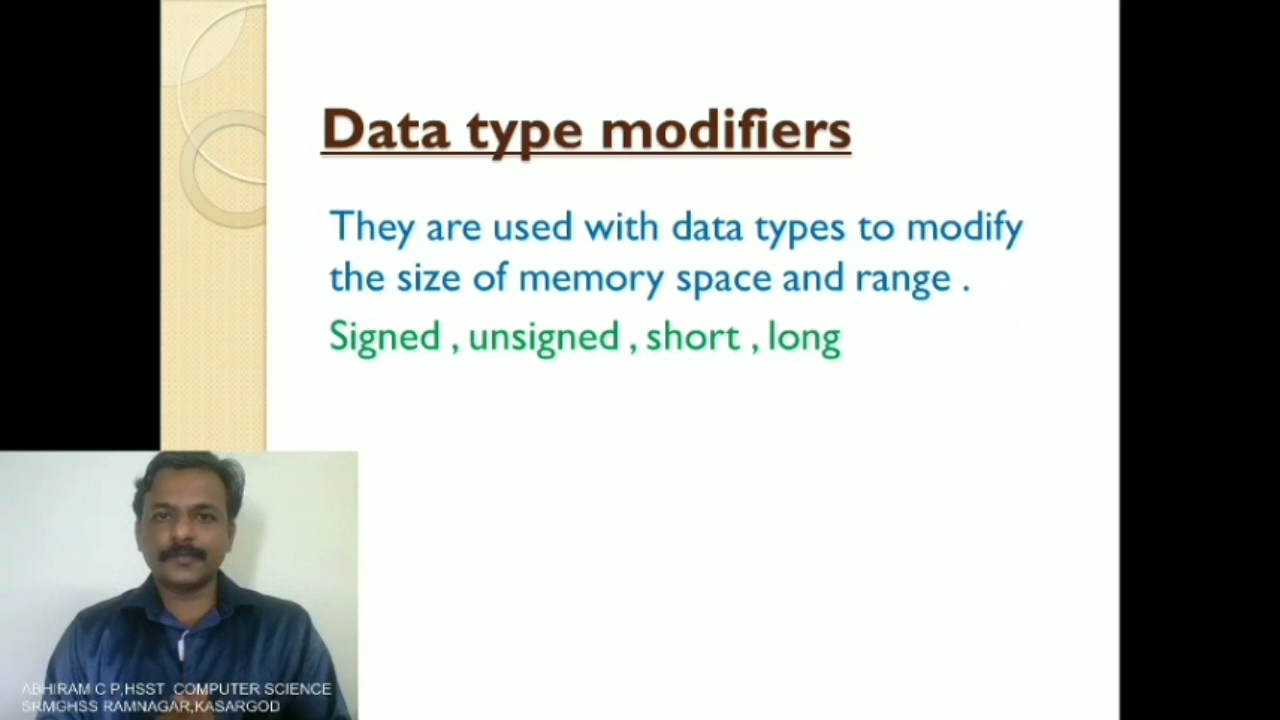 Data type modifiers
They are used with data types to modify
the size of memory space and range .
Signed , unsigned , short , long
ABHIRAM C P,HSST COMPUTER SCIENCE
SRMGHSS RAMNAGAR,KASARGOD